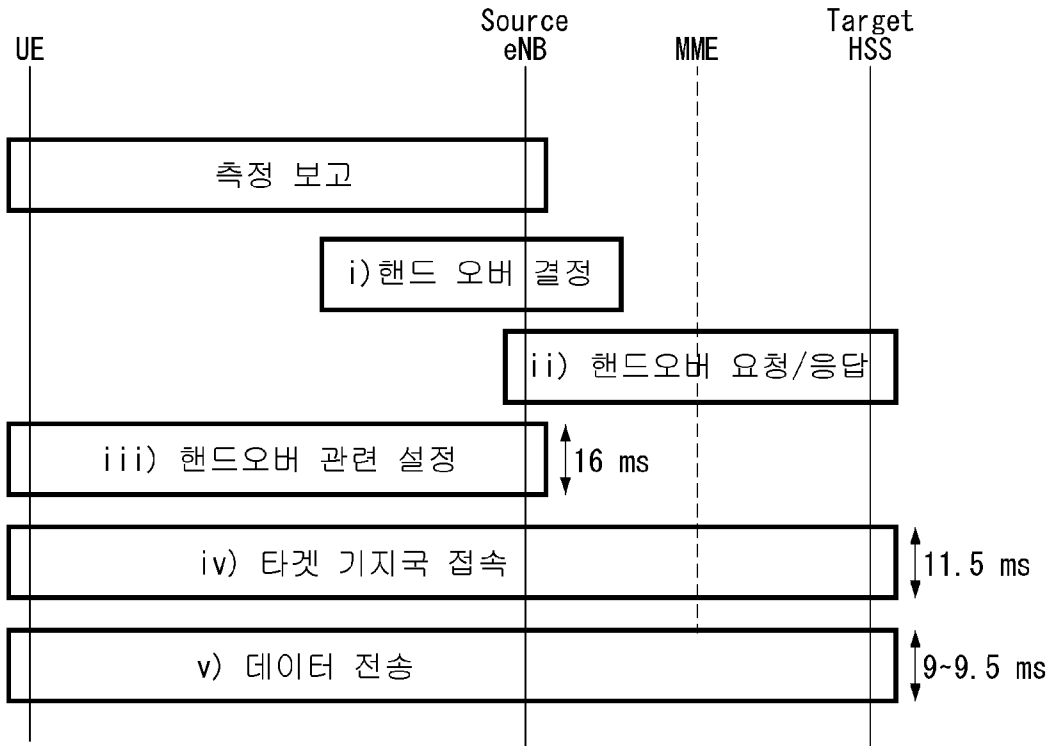 Source
Target
UE
eNB
MME
HSS
측정 보고
i)핸드 오버 결정
ii) 핸드오버 요청/응답
iii) 핸드오버 관련 설정
16 ms
iv) 타겟 기지국 접속
11.5 ms
v) 데이터 전송
9~9.5 ms